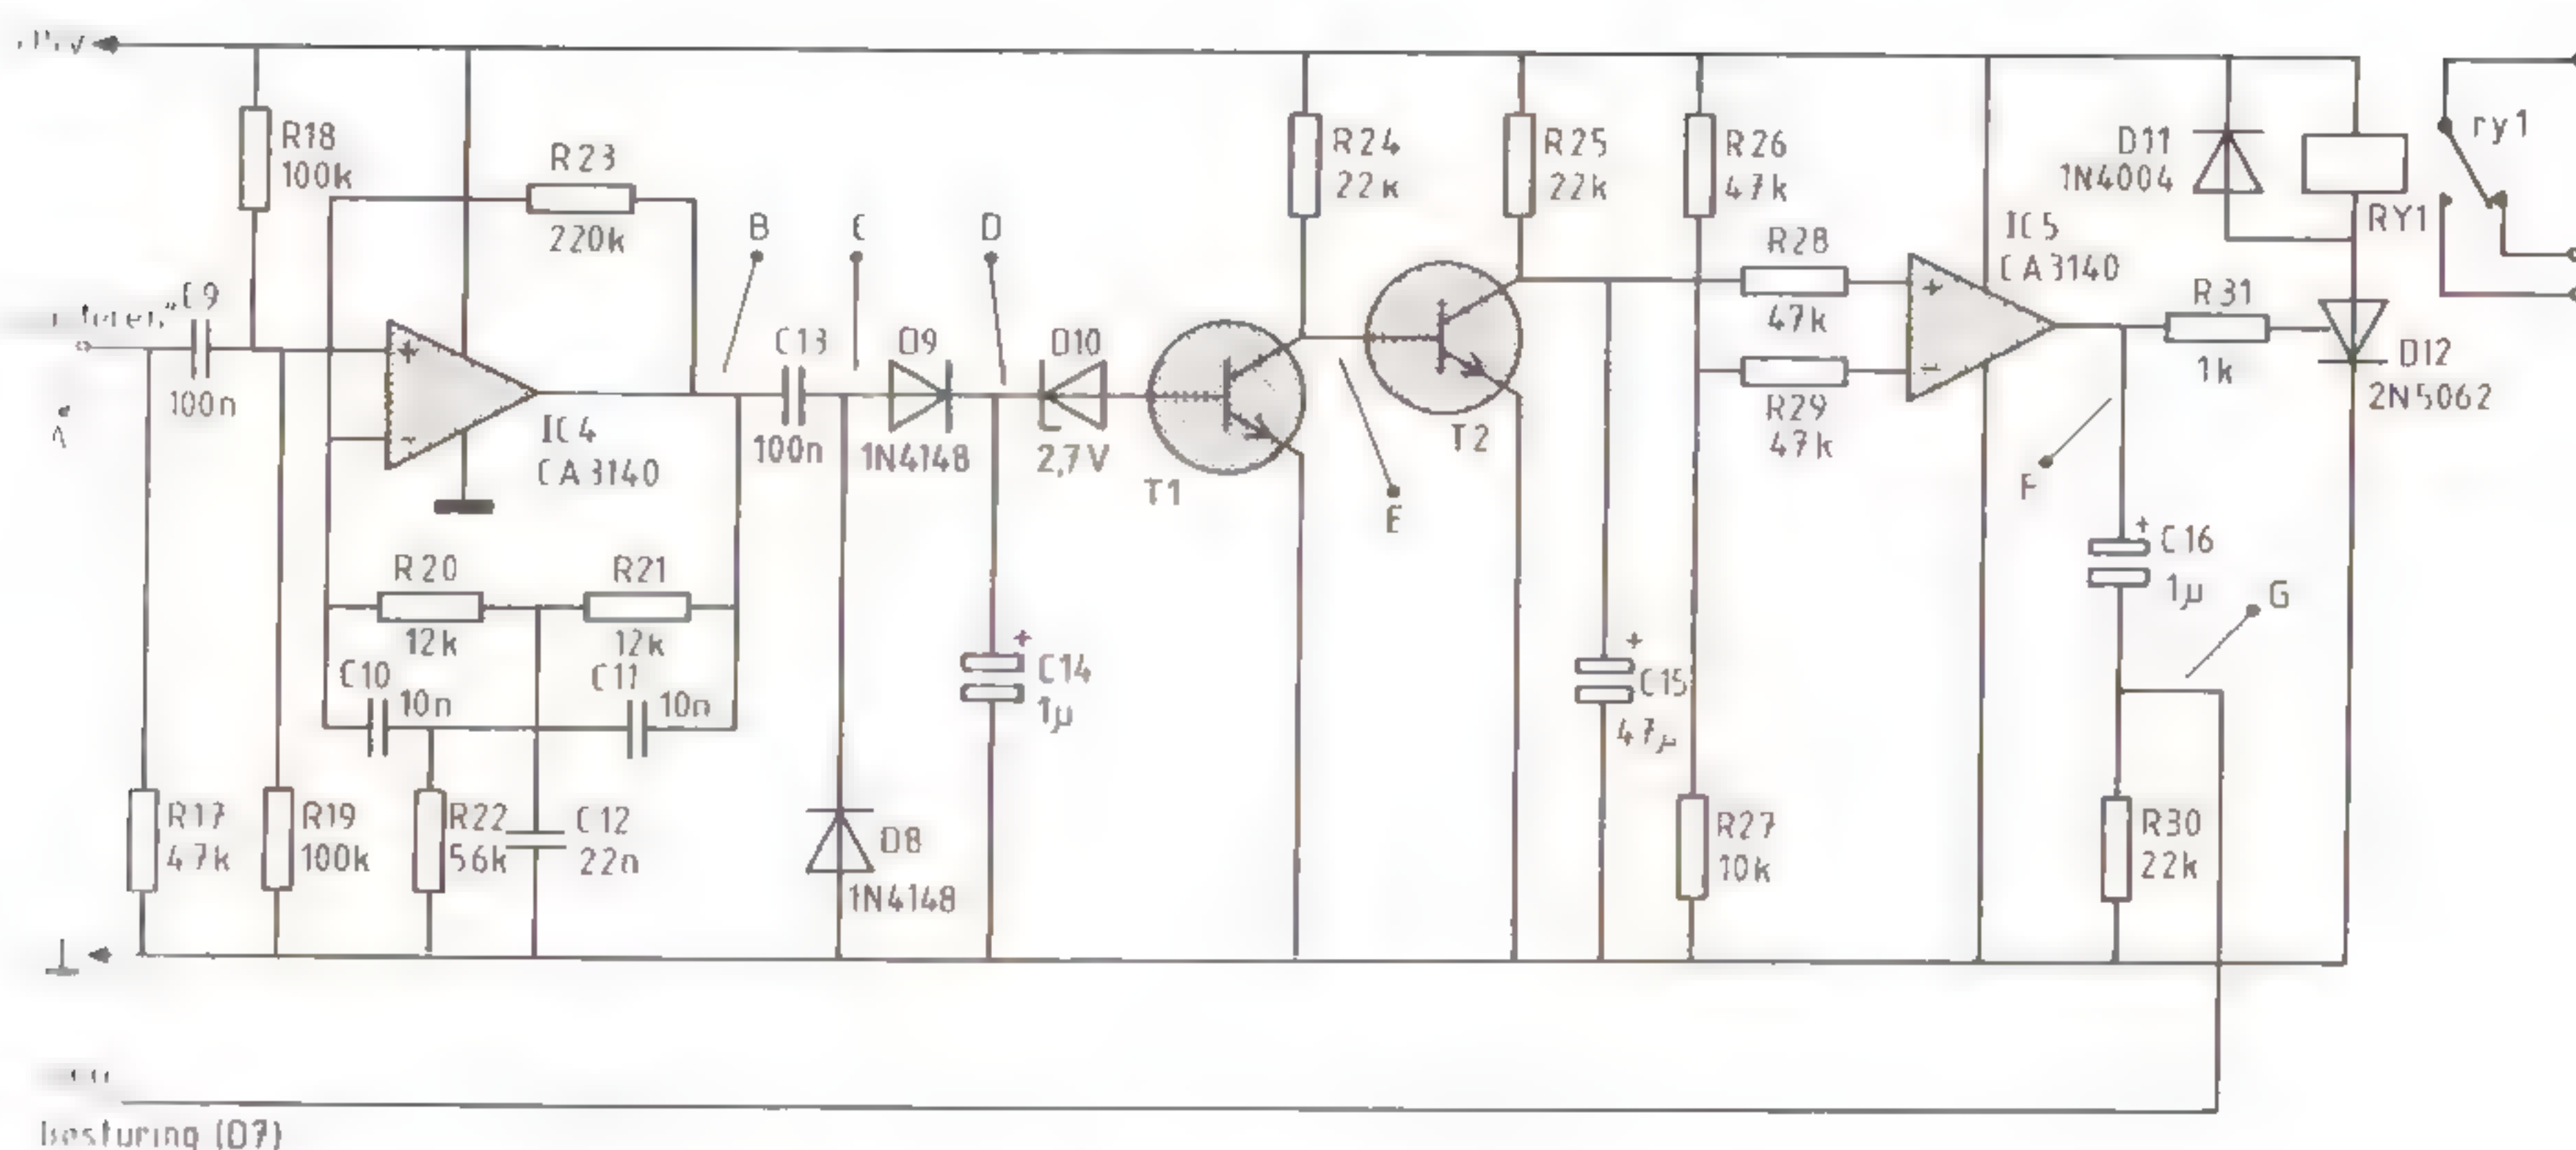 R18
100k
R23
220k
C9
100n
+
-
IC4
CA3140
B
C
D
C13
100n
D9
1N4148
D10
2,7V
T1
R24
22k
E
T2
R25
22k
R26
47k
R28
47k
R29
47k
+
-
IC5
CA3140
D11
1N4004
RY1
ry1
R31
1k
D12
2N5062
F
+
C16
1µ
G
R20
12k
R21
12k
C10
10n
C11
10n
+
C14
1µ
+
C15
47µ
R17
47k
R19
100k
R22
56k
C12
22n
D8
1N4148
R27
10k
R30
22k
(D7)